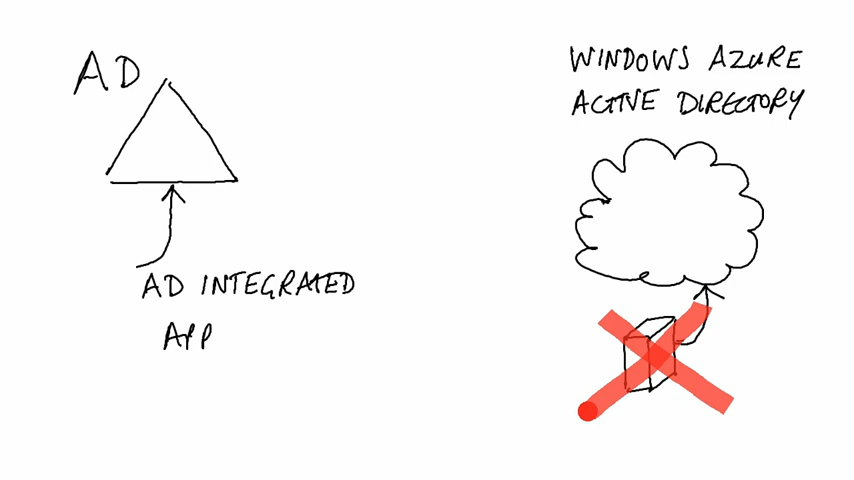 AD
AD INTEGRATED
APP
WINDOWS AZURE
ACTIVE DIRECTORY